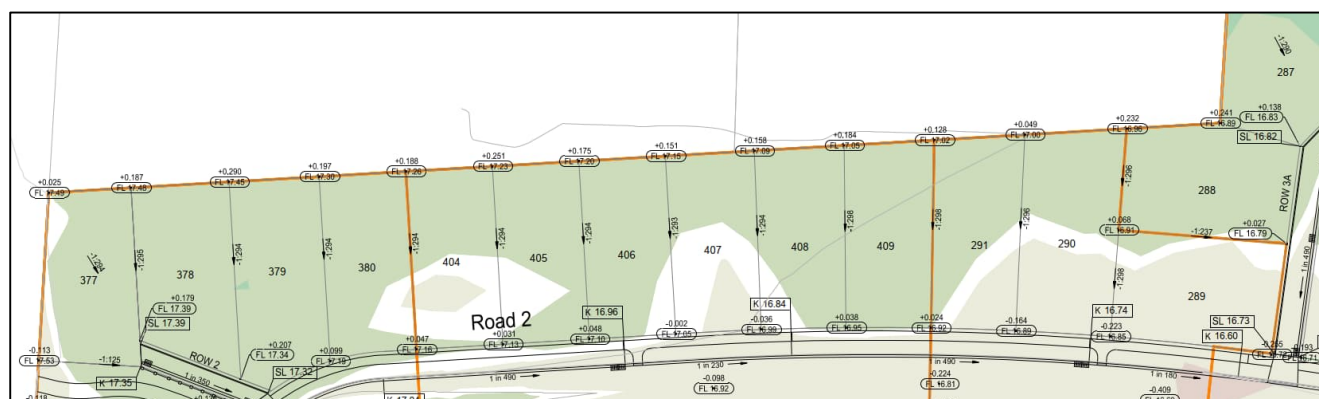 -1:290
287
+0.241
FL 16.89
+0.138
FL 16.83
SL 16.82
+0.232
FL 16.96
+0.049
FL 17.00
+0.128
FL 17.02
+0.184
FL 17.05
+0.158
FL 17.09
+0.151
FL 17.15
+0.175
FL 17.20
+0.251
FL 17.23
+0.188
FL 17.26
+0.197
FL 17.30
+0.290
FL 17.45
+0.187
FL 17.48
+0.025
FL 17.49
-1:294
377
-1:295
378
-1:294
379
-1:294
380
-1:294
404
-1:294
405
-1:294
406
-1:293
407
-1:294
408
-1:298
409
-1:298
291
-1:296
290
-1:296
288
ROW 3A
+0.068
FL 16.91
-1:237
+0.027
FL 16.79
-1:298
289
1 in 490
+0.179
FL 17.39
SL 17.39
ROW 2
1 in 350
+0.207
FL 17.34
SL 17.32
-0.113
FL 17.53
-1:125
K 17.35
+0.099
FL 17.19
+0.047
FL 17.16
Road 2
+0.031
FL 17.13
+0.048
FL 17.10
K 16.96
-0.002
FL 17.05
-0.036
FL 16.99
K 16.84
+0.038
FL 16.95
+0.024
FL 16.92
-0.164
FL 16.89
-0.223
FL 16.85
K 16.74
SL 16.73
K 16.60
-0.193
1 in 490
1 in 230
1 in 490
1 in 180
-0.098
FL 16.92
-0.224
FL 16.81
-0.409
-0.118